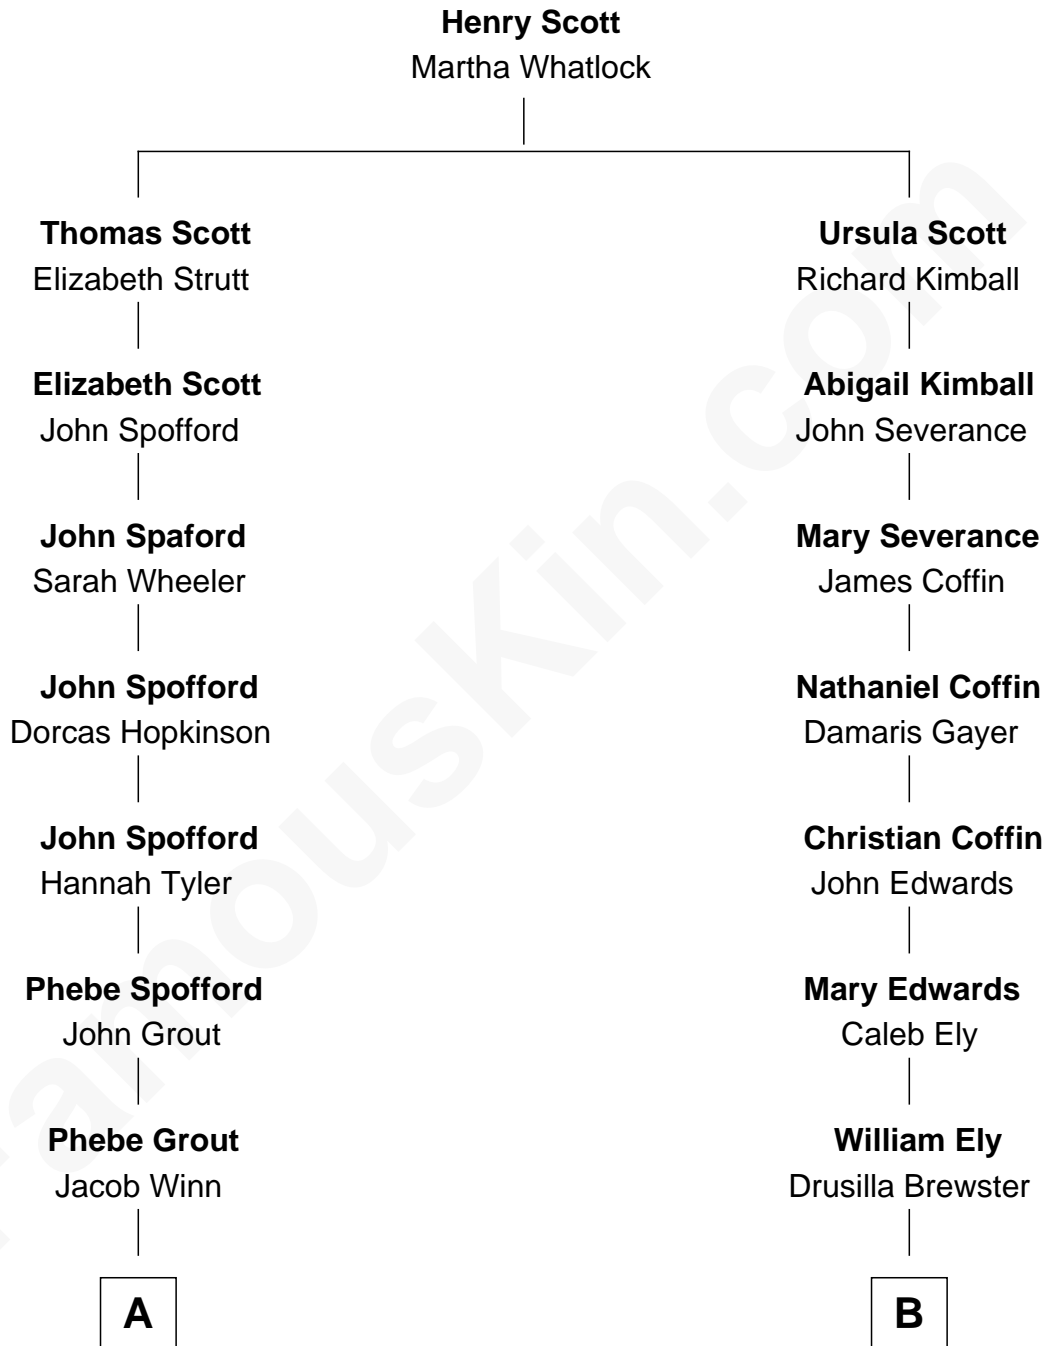 Henry Scott
Martha Whatlock
Thomas Scott
Elizabeth Strutt
Ursula Scott
Richard Kimball
Elizabeth Scott
John Spofford
Abigail Kimball
John Severance
John Spaford
Sarah Wheeler
Mary Severance
James Coffin
John Spofford
Dorcas Hopkinson
Nathaniel Coffin
Damaris Gayer
John Spofford
Hannah Tyler
Christian Coffin
John Edwards
Phebe Spofford
John Grout
Mary Edwards
Caleb Ely
Phebe Grout
Jacob Winn
William Ely
Drusilla Brewster
A
B
FamousKin.com